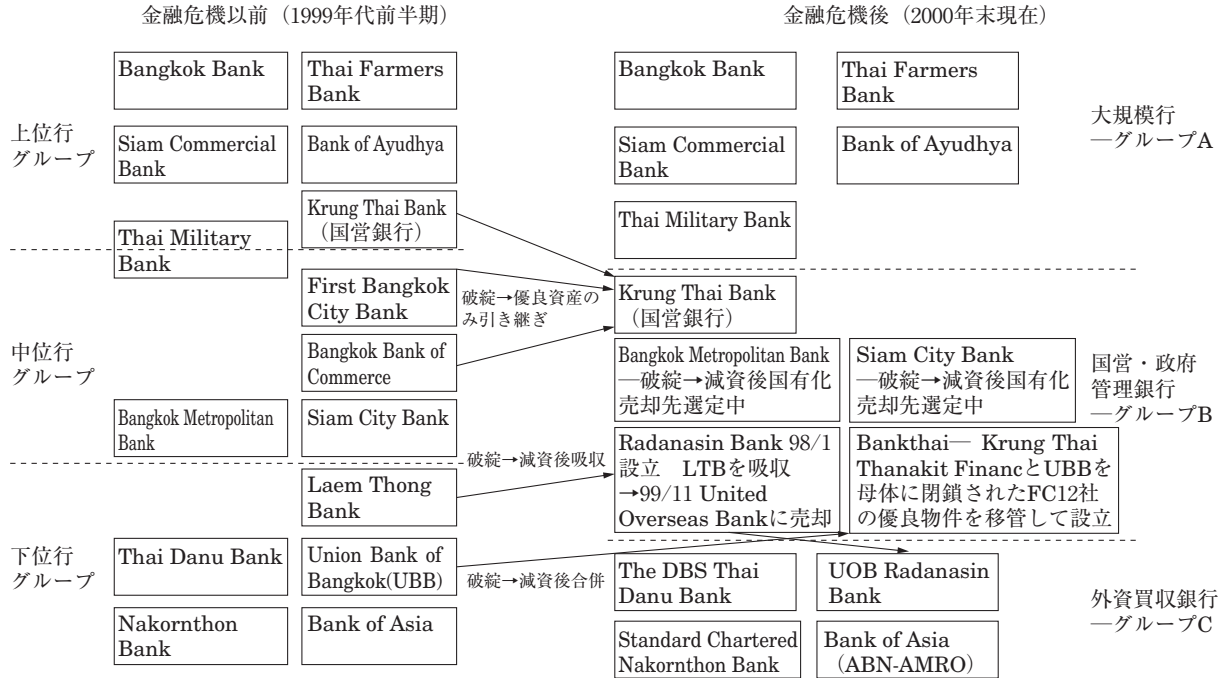 金融危機以前（1999年代前半期）
金融危機後（2000年末現在）
上位行
グループ
Bangkok Bank
Thai Farmers
Bank
Siam Commercial
Bank
Bank of Ayudhya
Krung Thai Bank
（国営銀行）
Thai Military
Bank
中位行
グループ
First Bangkok
City Bank
破綻→優良資産の
み引き継ぎ
Bangkok Bank of
Commerce
Bangkok Metropolitan
Bank
Siam City Bank
破綻→減資後吸収
下位行
グループ
Laem Thong
Bank
Thai Danu Bank
Union Bank of
Bangkok(UBB)
破綻→減資後合併
Nakornthon
Bank
Bank of Asia
Bangkok Bank
Thai Farmers
Bank
Siam Commercial
Bank
Bank of Ayudhya
Thai Military Bank
大規模行
―グループA
Krung Thai Bank
（国営銀行）
Bangkok Metropolitan Bank
―破綻→減資後国有化
売却先選定中
Siam City Bank
―破綻→減資後国有化
売却先選定中
Radanasin Bank 98/1
設立　LTBを吸収
→99/11 United
Overseas Bankに売却
Bankthai― Krung Thai
Thanakit FinancとUBBを
母体に閉鎖されたFC12社
の優良物件を移管して設立
国営・政府
管理銀行
―グループB
The DBS Thai
Danu Bank
UOB Radanasin
Bank
Standard Chartered
Nakornthon Bank
Bank of Asia
（ABN-AMRO）
外資買収銀行
―グループC